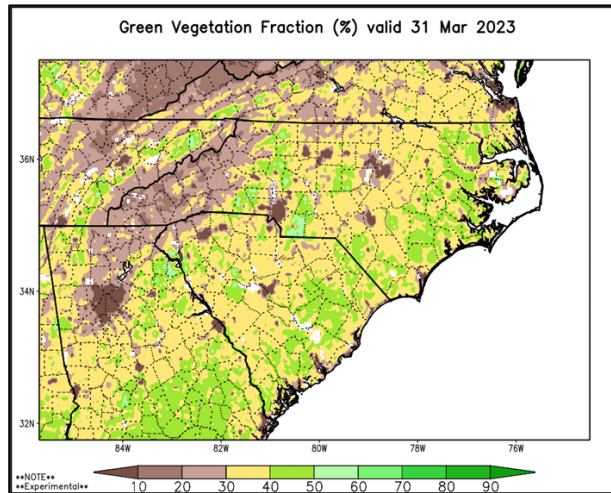 Green Vegetation Fraction (%) valid 31 Mar 2023
36N
34N
32N
84W 82W 80W 78W 76W
**NOTE**
**Experimental**
10 20 30 40 50 60 70 80 90